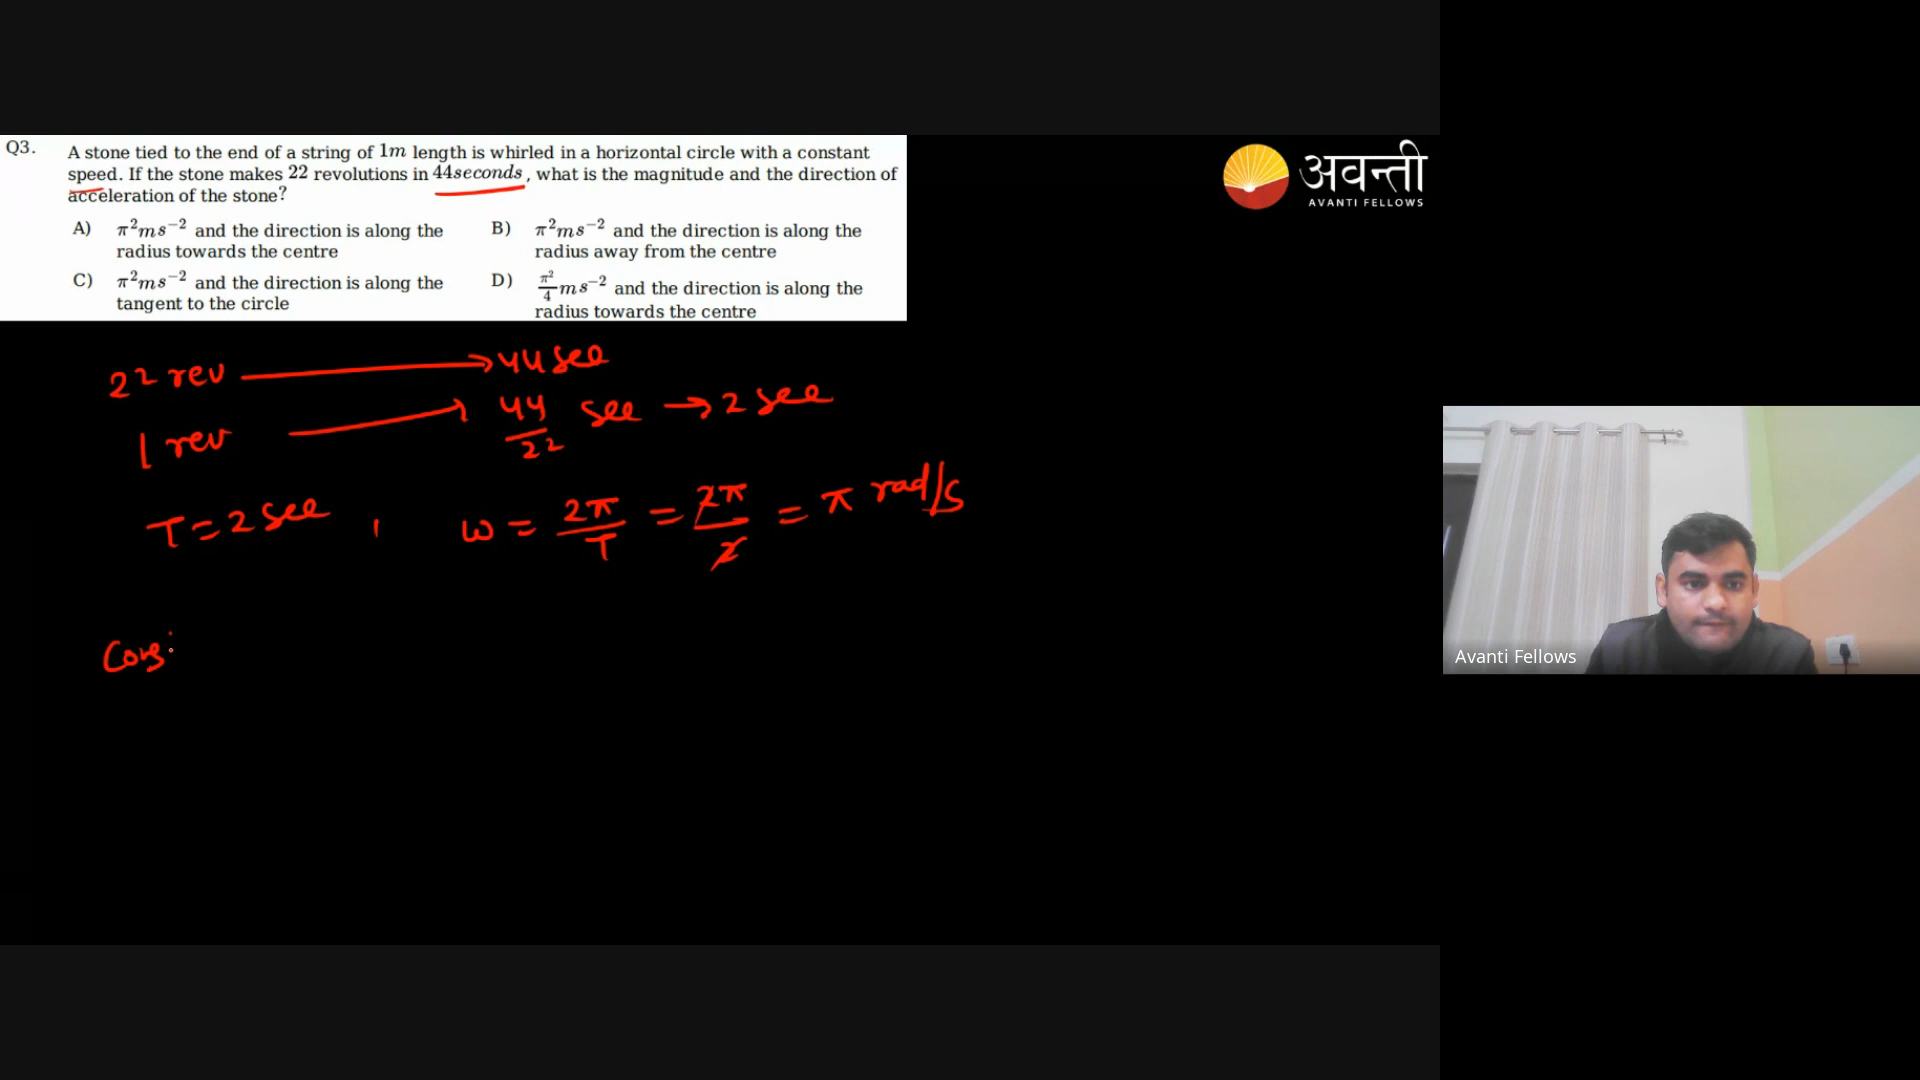 Q3. A stone tied to the end of a string of 1m length is whirled in a horizontal circle with a constant
speed. If the stone makes 22 revolutions in 44seconds, what is the magnitude and the direction of
acceleration of the stone?
A) π²ms⁻² and the direction is along the
radius towards the centre
B) π²ms⁻² and the direction is along the
radius away from the centre
C) π²ms⁻² and the direction is along the
tangent to the circle
D) π²/4 ms⁻² and the direction is along the
radius towards the centre
अवन्ती
AVANTI FELLOWS
22 rev → 44 sec
1 rev → 44/22 sec → 2 sec
T = 2 sec , ω = 2π/T = 2π/2 = π rad/s
Cons
Avanti Fellows